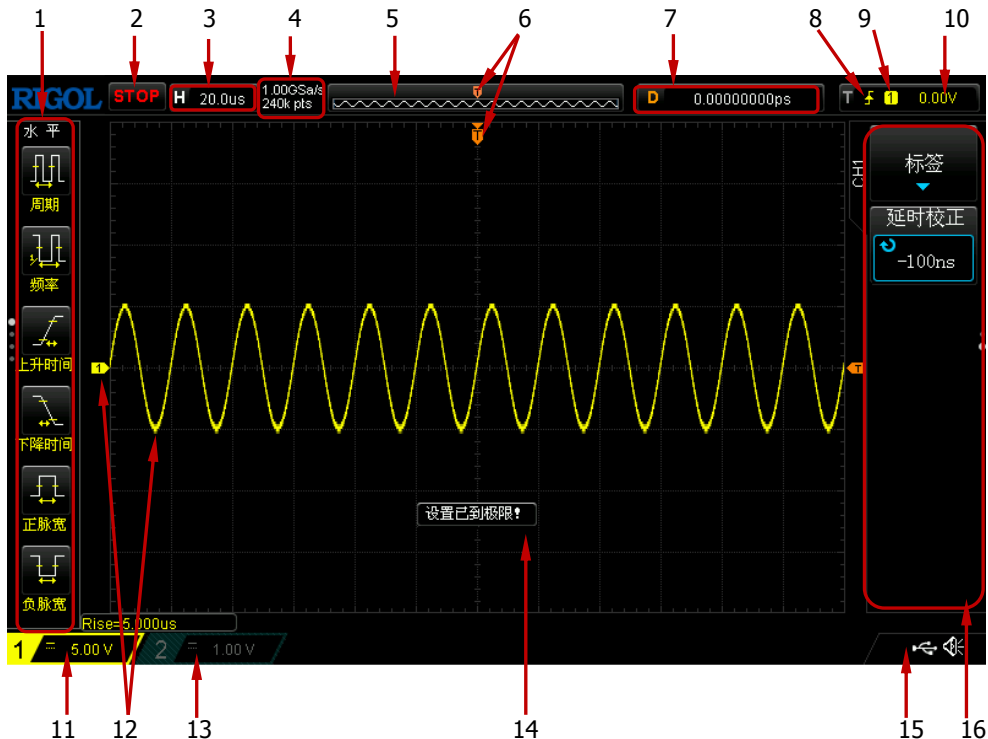 1 2 3 4 5 6 7 8 9 10
RIGOL STOP H 20.0us 1.00GSa/s T D 0.00000000ps T 1 0.00V
240k pts
水 平
T
CH1
标签
周期
延时校正
-100ns
1/
频率
上升时间
1
T
下降时间
设置已到极限!
正脉宽
负脉宽
Rise=5.000us
1 5.00 V 2 1.00 V
11 12 13 14 15 16